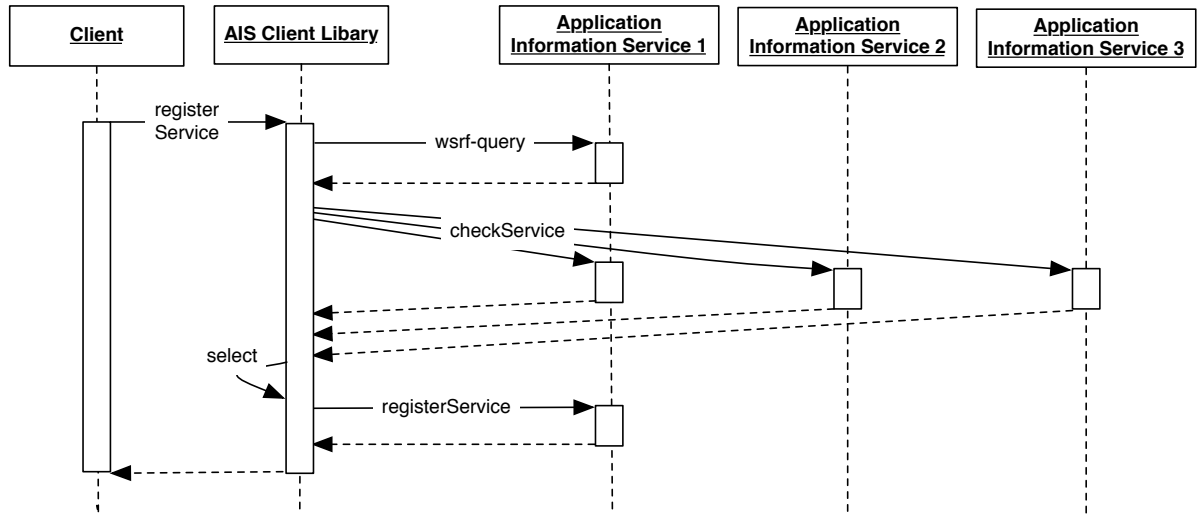 Client
AIS Client Libary
Application
Information Service 1
Application
Information Service 2
Application
Information Service 3
register
Service
wsrf-query
checkService
select
registerService